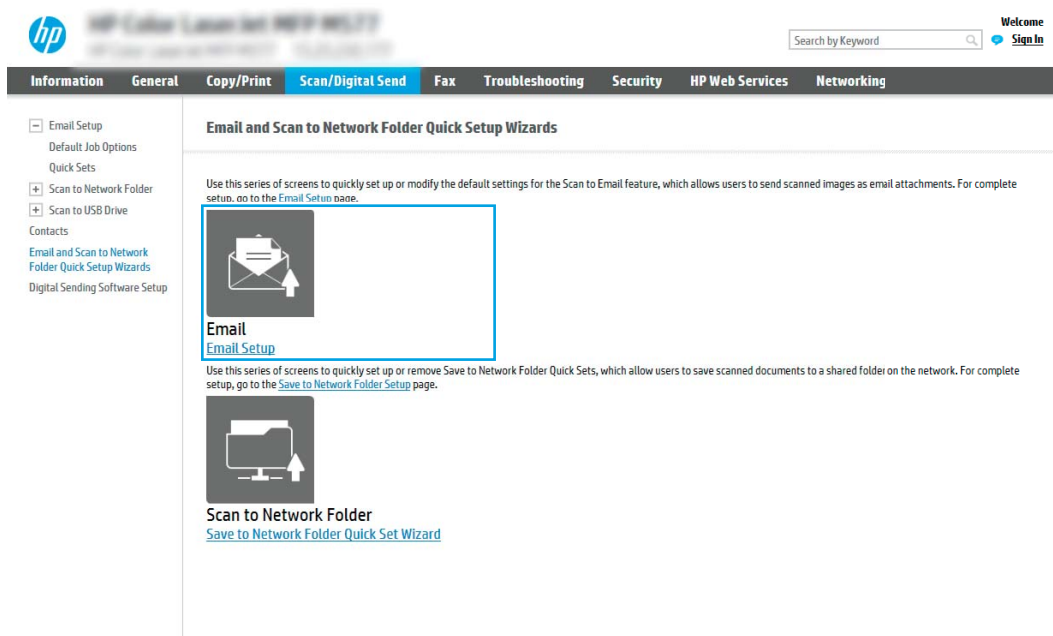 hp
HP Color LaserJet MFP M577
Welcome
Search by Keyword
Sign In
Information General Copy/Print Scan/Digital Send Fax Troubleshooting Security HP Web Services Networking
Email Setup
Default Job Options
Quick Sets
Scan to Network Folder
Scan to USB Drive
Contacts
Email and Scan to Network
Folder Quick Setup Wizards
Digital Sending Software Setup
Email and Scan to Network Folder Quick Setup Wizards
Use this series of screens to quickly set up or modify the default settings for the Scan to Email feature, which allows users to send scanned images as email attachments. For complete
setup, go to the Email Setup page.
Email
Email Setup
Use this series of screens to quickly set up or remove Save to Network Folder Quick Sets, which allow users to save scanned documents to a shared folder on the network. For complete
setup, go to the Save to Network Folder Setup page.
Scan to Network Folder
Save to Network Folder Quick Set Wizard